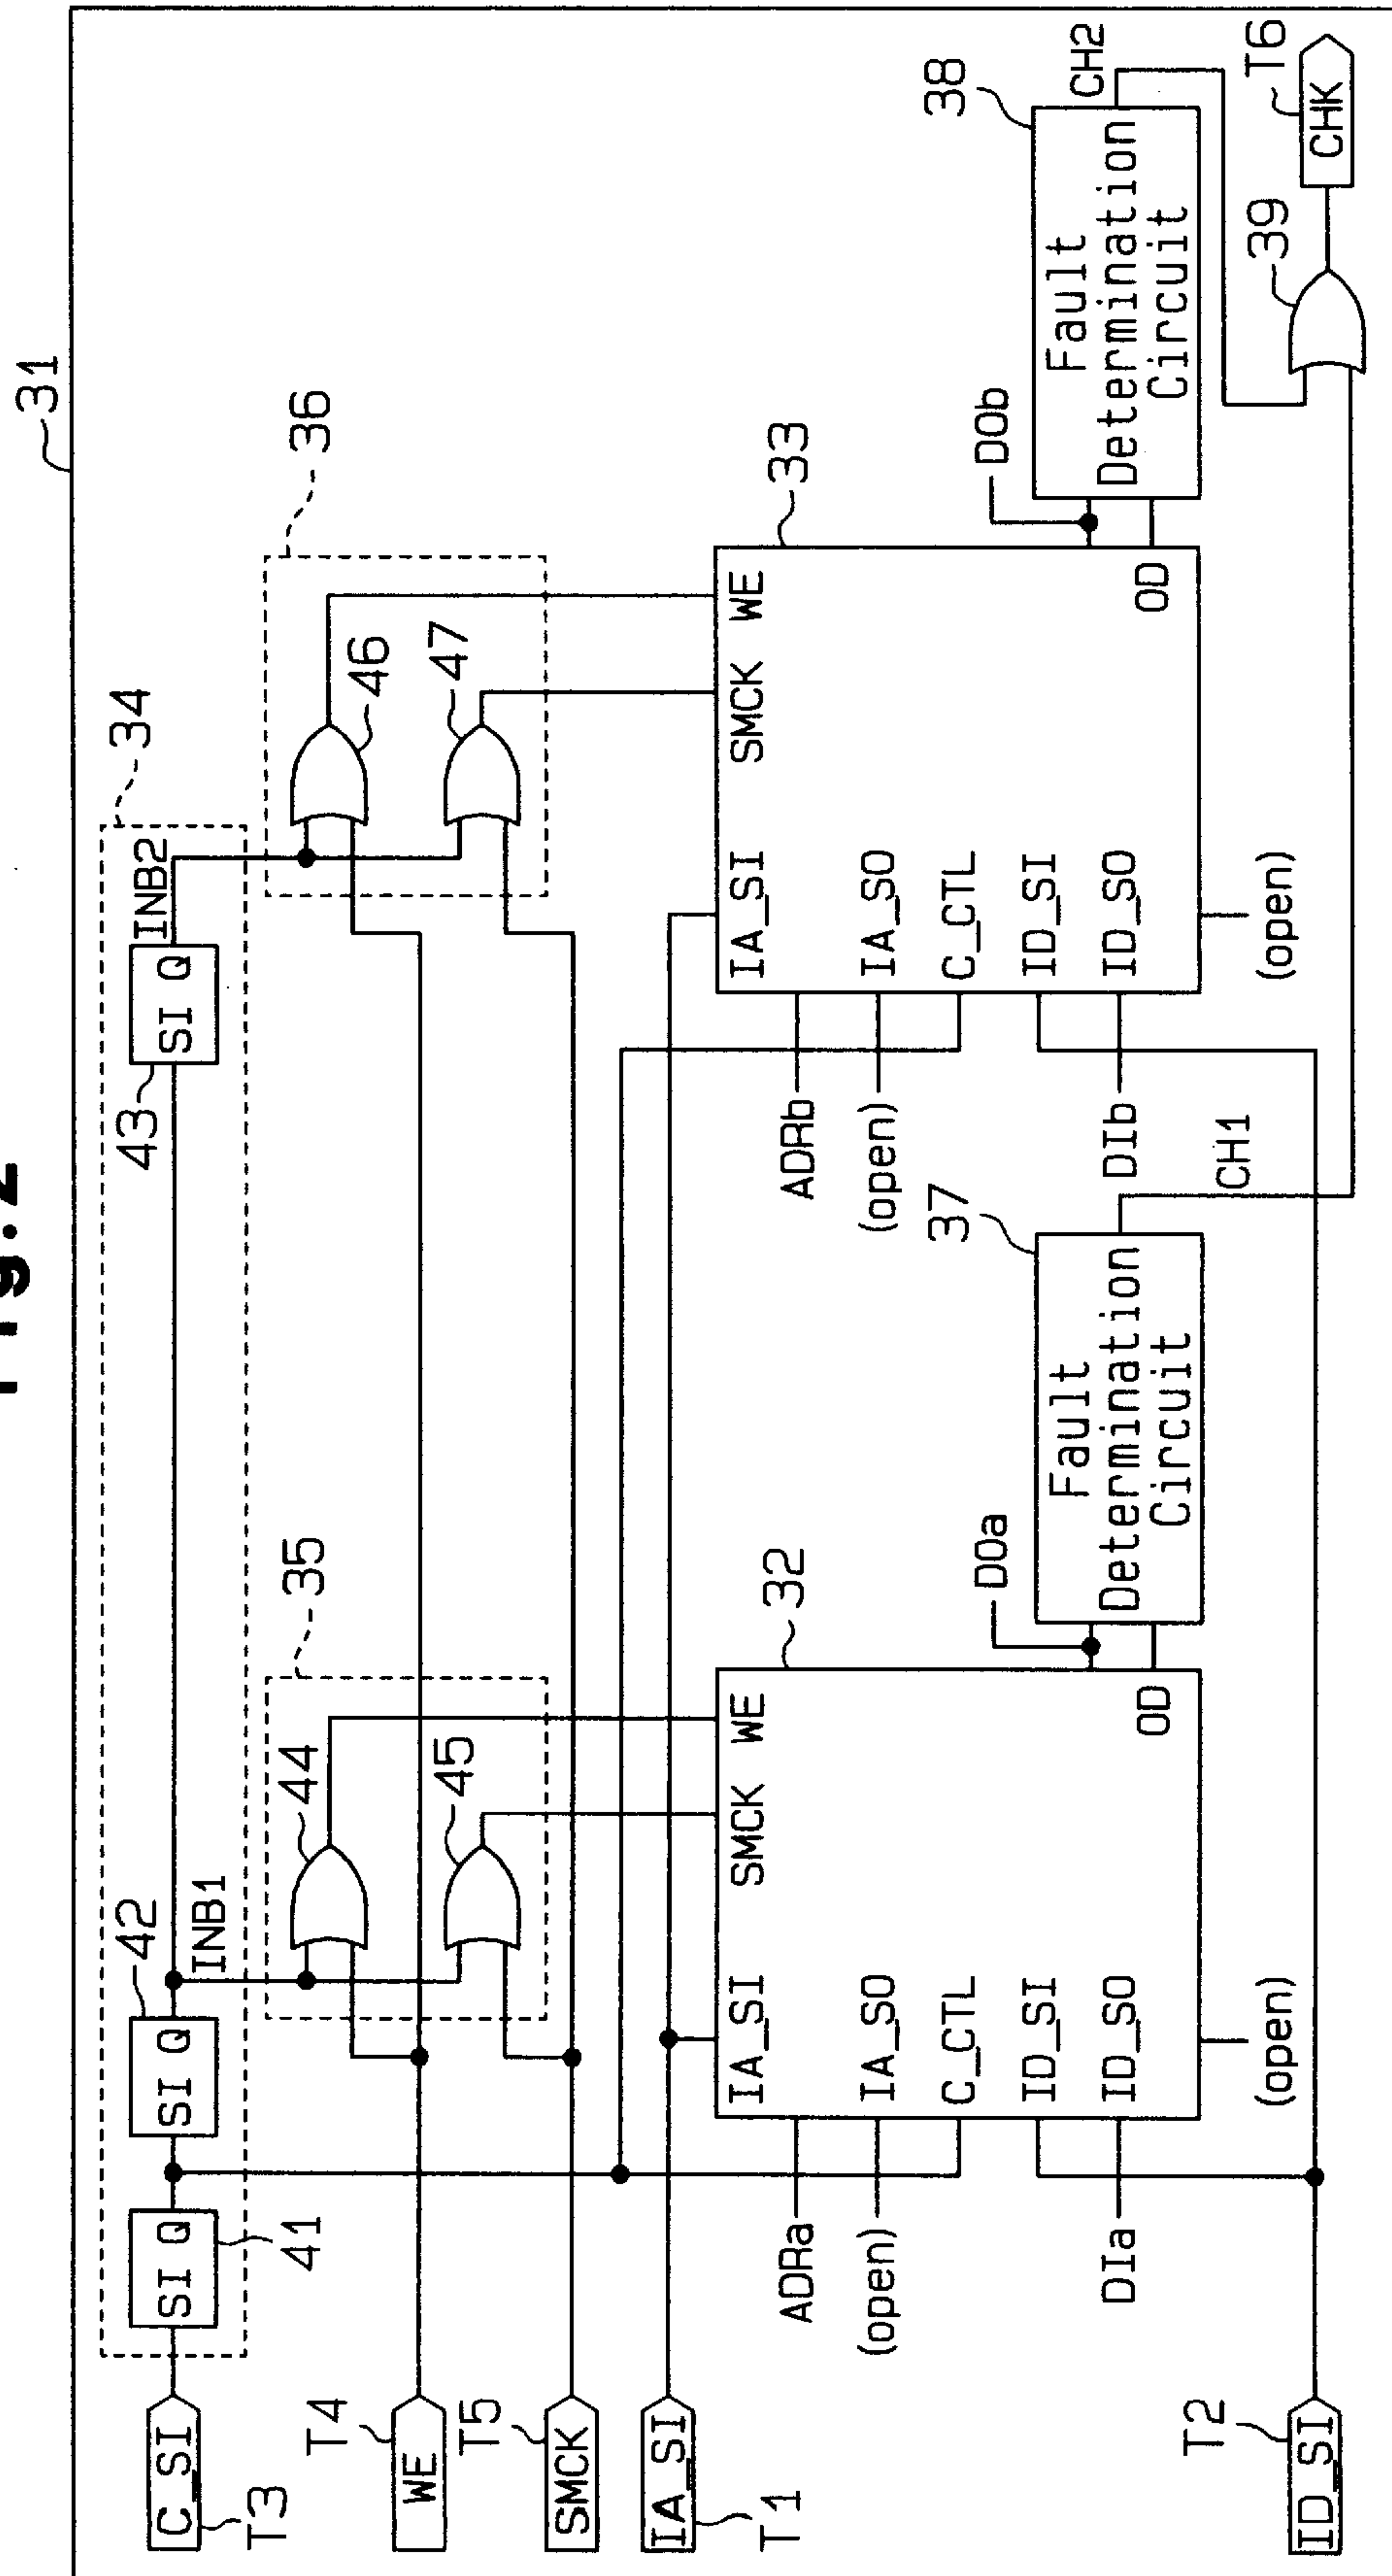 Fig.2
31
34
C_SI
T3
SI Q
41
SI Q
42
INB1
SI Q
43
INB2
35
44
45
36
46
47
WE
T4
SMCK
T5
IA_SI
T1
ID_SI
T2
32
IA_SI
SMCK
WE
ADRa
IA_SO
(open)
C_CTL
ID_SI
DIa
ID_SO
OD
(open)
DOa
37
Fault
Determination
Circuit
CH1
33
IA_SI
SMCK
WE
ADRb
IA_SO
(open)
C_CTL
ID_SI
DIb
ID_SO
OD
(open)
DOb
38
Fault
Determination
Circuit
CH2
39
CHK
T6